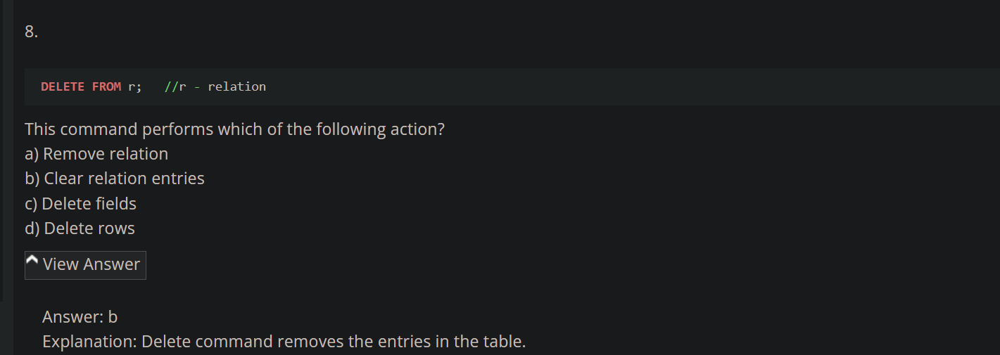 8.
DELETE FROM r;   //r - relation
This command performs which of the following action?
a) Remove relation
b) Clear relation entries
c) Delete fields
d) Delete rows
View Answer
Answer: b
Explanation: Delete command removes the entries in the table.